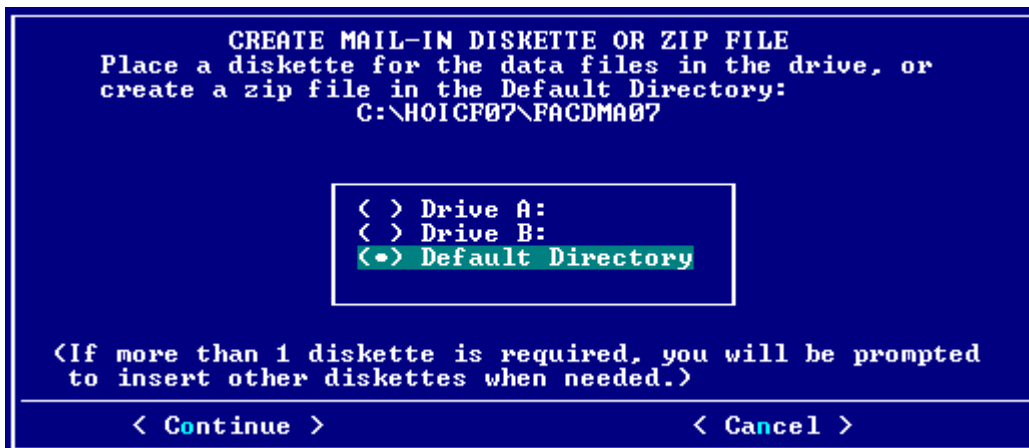 CREATE MAIL-IN DISKETTE OR ZIP FILE
Place a diskette for the data files in the drive, or
create a zip file in the Default Directory:
C:\HOICF07\FACDMA07
( ) Drive A:
( ) Drive B:
(•) Default Directory
(If more than 1 diskette is required, you will be prompted
to insert other diskettes when needed.)
< Continue > < Cancel >